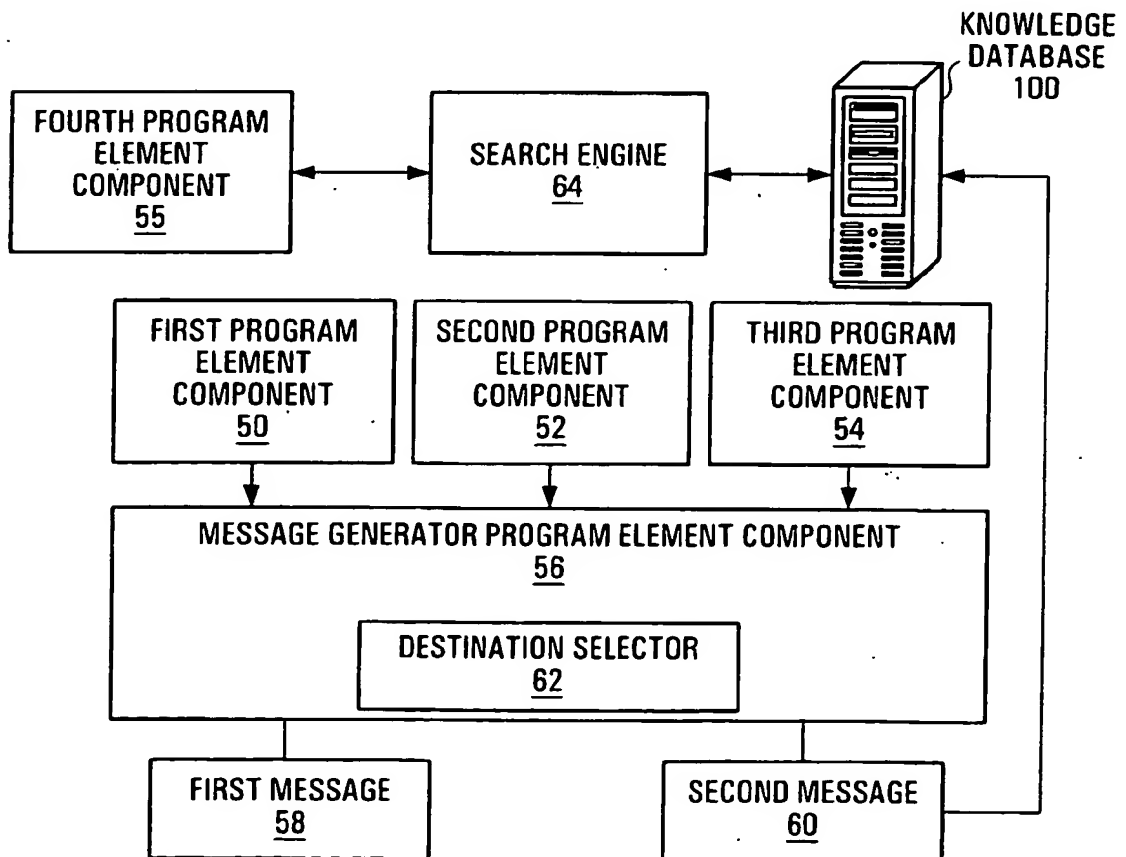 KNOWLEDGE
DATABASE
100
FOURTH PROGRAM
ELEMENT
COMPONENT
55
SEARCH ENGINE
64
FIRST PROGRAM
ELEMENT
COMPONENT
50
SECOND PROGRAM
ELEMENT
COMPONENT
52
THIRD PROGRAM
ELEMENT
COMPONENT
54
MESSAGE GENERATOR PROGRAM ELEMENT COMPONENT
56
DESTINATION SELECTOR
62
FIRST MESSAGE
58
SECOND MESSAGE
60